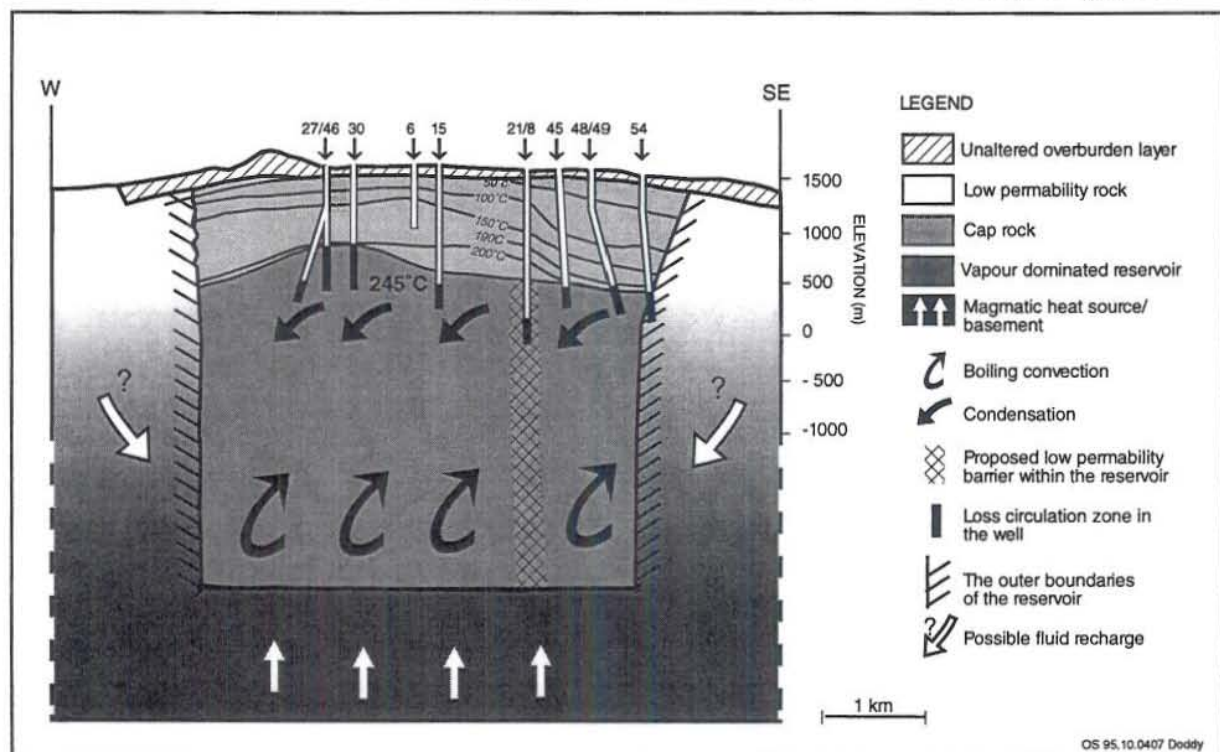 W
SE
27/46 30 6 15 21/8 45 48/49 54
50°C
100°C
150°C
190C
200°C
245°C
1500
1000
500
0
- 500
-1000
ELEVATION (m)
?
?
LEGEND
Unaltered overburden layer
Low permability rock
Cap rock
Vapour dominated reservoir
Magmatic heat source/
basement
Boiling convection
Condensation
Proposed low permability
barrier within the reservoir
Loss circulation zone in
the well
The outer boundaries
of the reservoir
?
Possible fluid recharge
1 km
OS 95.10.0407 Doddy